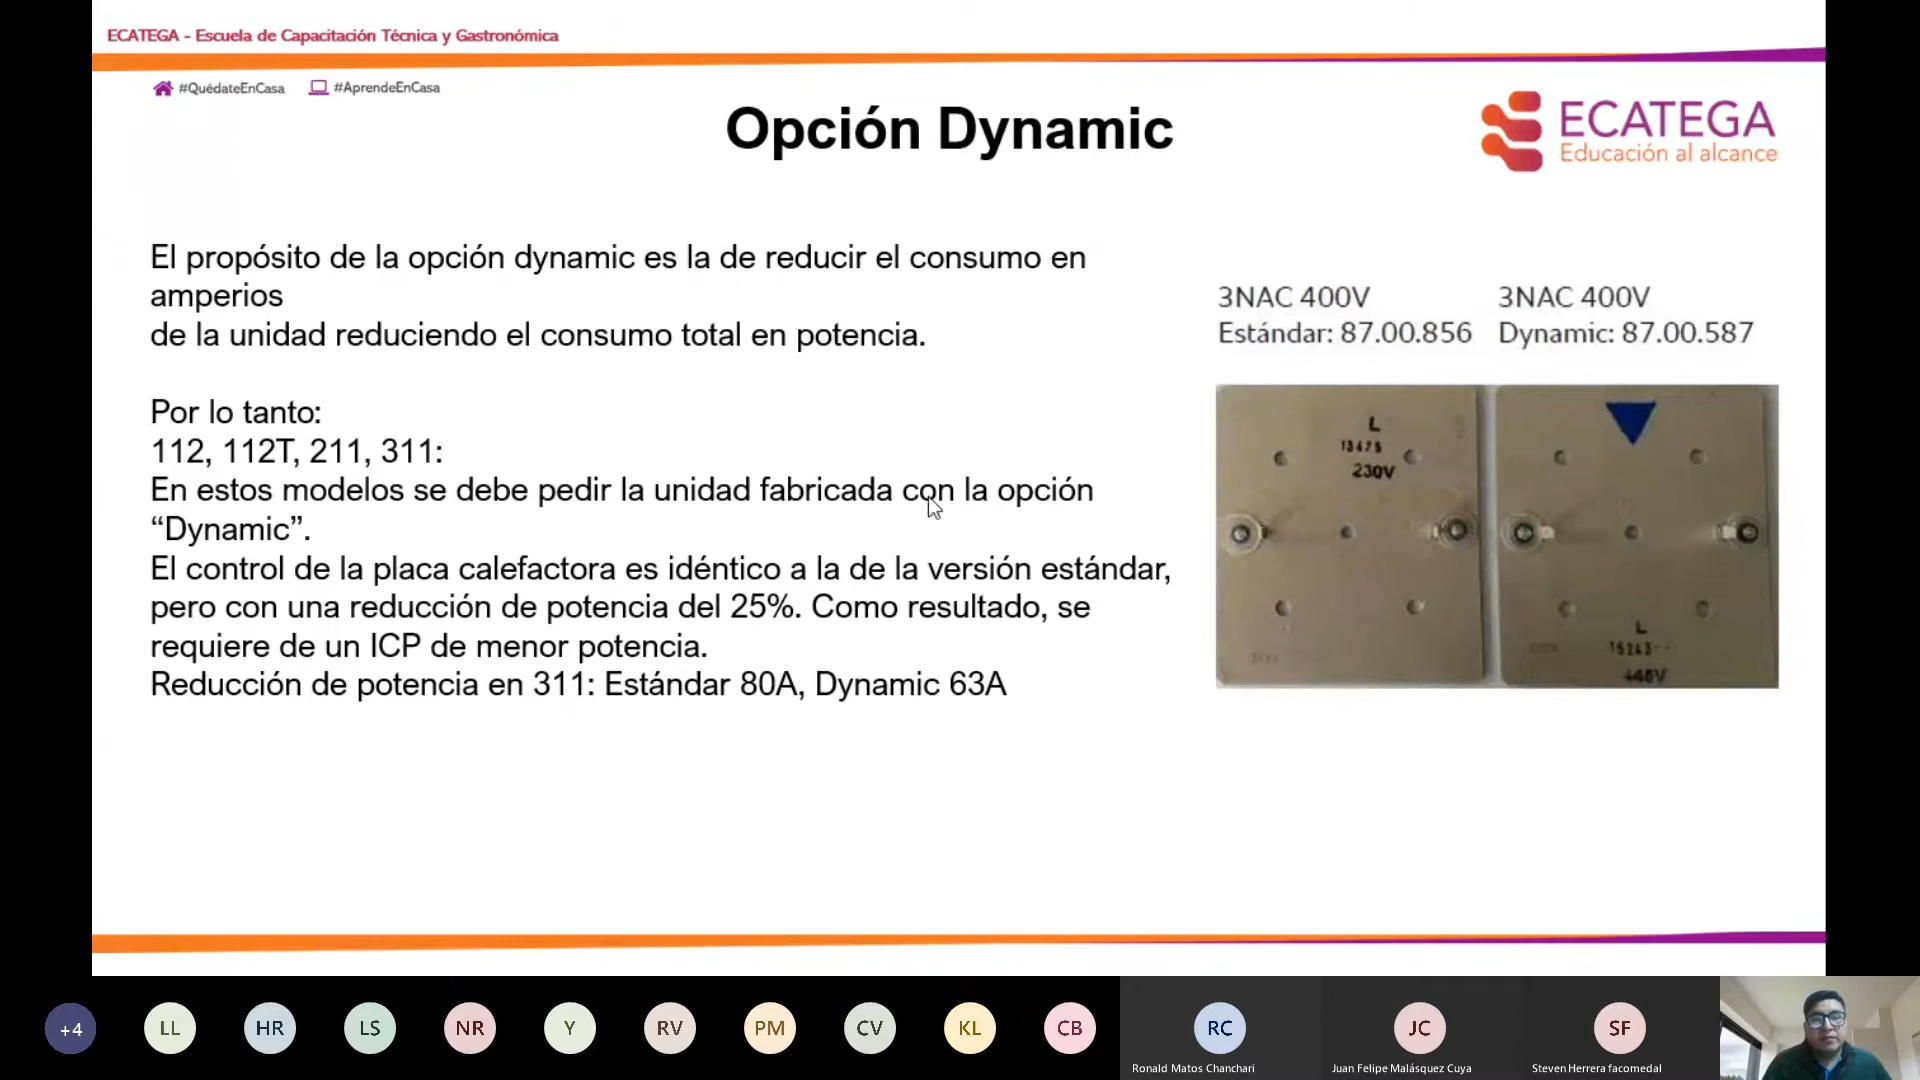 ECATEGA - Escuela de Capacitación Técnica y Gastronómica
#QuédateEnCasa #AprendeEnCasa
Opción Dynamic
ECATEGA
Educación al alcance
El propósito de la opción dynamic es la de reducir el consumo en
amperios
de la unidad reduciendo el consumo total en potencia.
Por lo tanto:
112, 112T, 211, 311:
En estos modelos se debe pedir la unidad fabricada con la opción
“Dynamic”.
El control de la placa calefactora es idéntico a la de la versión estándar,
pero con una reducción de potencia del 25%. Como resultado, se
requiere de un ICP de menor potencia.
Reducción de potencia en 311: Estándar 80A, Dynamic 63A
3NAC 400V
Estándar: 87.00.856
3NAC 400V
Dynamic: 87.00.587
L
230V
L
+4
LL
HR
LS
NR
Y
RV
PM
CV
KL
CB
RC
JC
SF
Ronald Matos Chanchari
Juan Felipe Malásquez Cuya
Steven Herrera facomedal